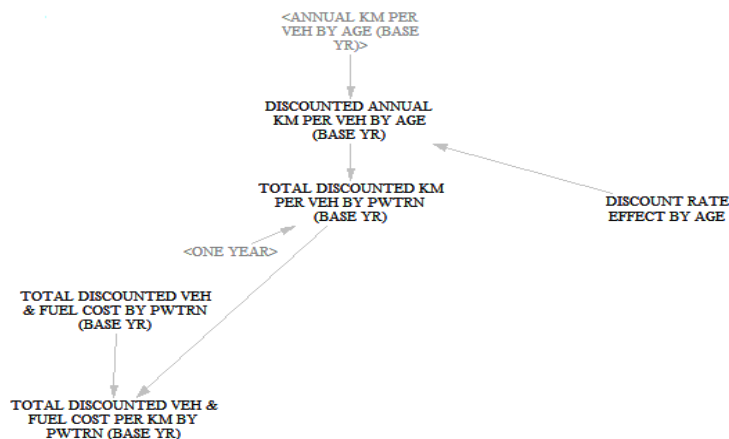 <ANNUAL KM PER
VEH BY AGE (BASE
YR)>
DISCOUNTED ANNUAL
KM PER VEH BY AGE
(BASE YR)
TOTAL DISCOUNTED KM
PER VEH BY PWTRN
(BASE YR)
DISCOUNT RATE
EFFECT BY AGE
<ONE YEAR>
TOTAL DISCOUNTED VEH
& FUEL COST BY PWTRN
(BASE YR)
TOTAL DISCOUNTED VEH &
FUEL COST PER KM BY
PWTRN (BASE YR)